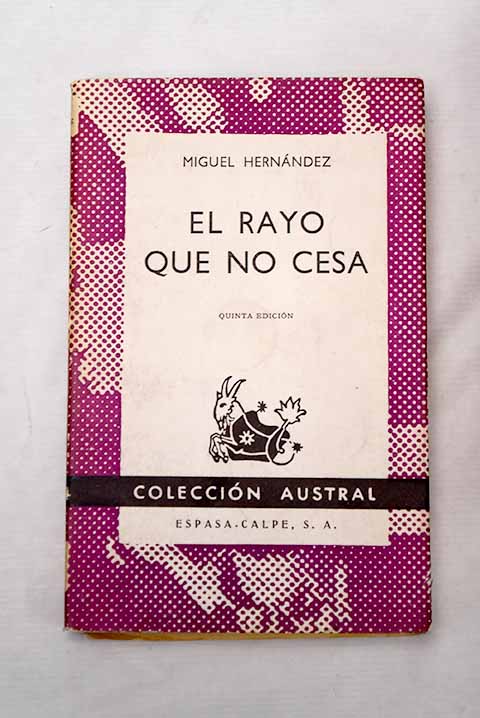 MIGUEL HERNÁNDEZ
EL RAYO
QUE NO CESA
QUINTA EDICIÓN
COLECCIÓN AUSTRAL
ESPASA-CALPE, S. A.